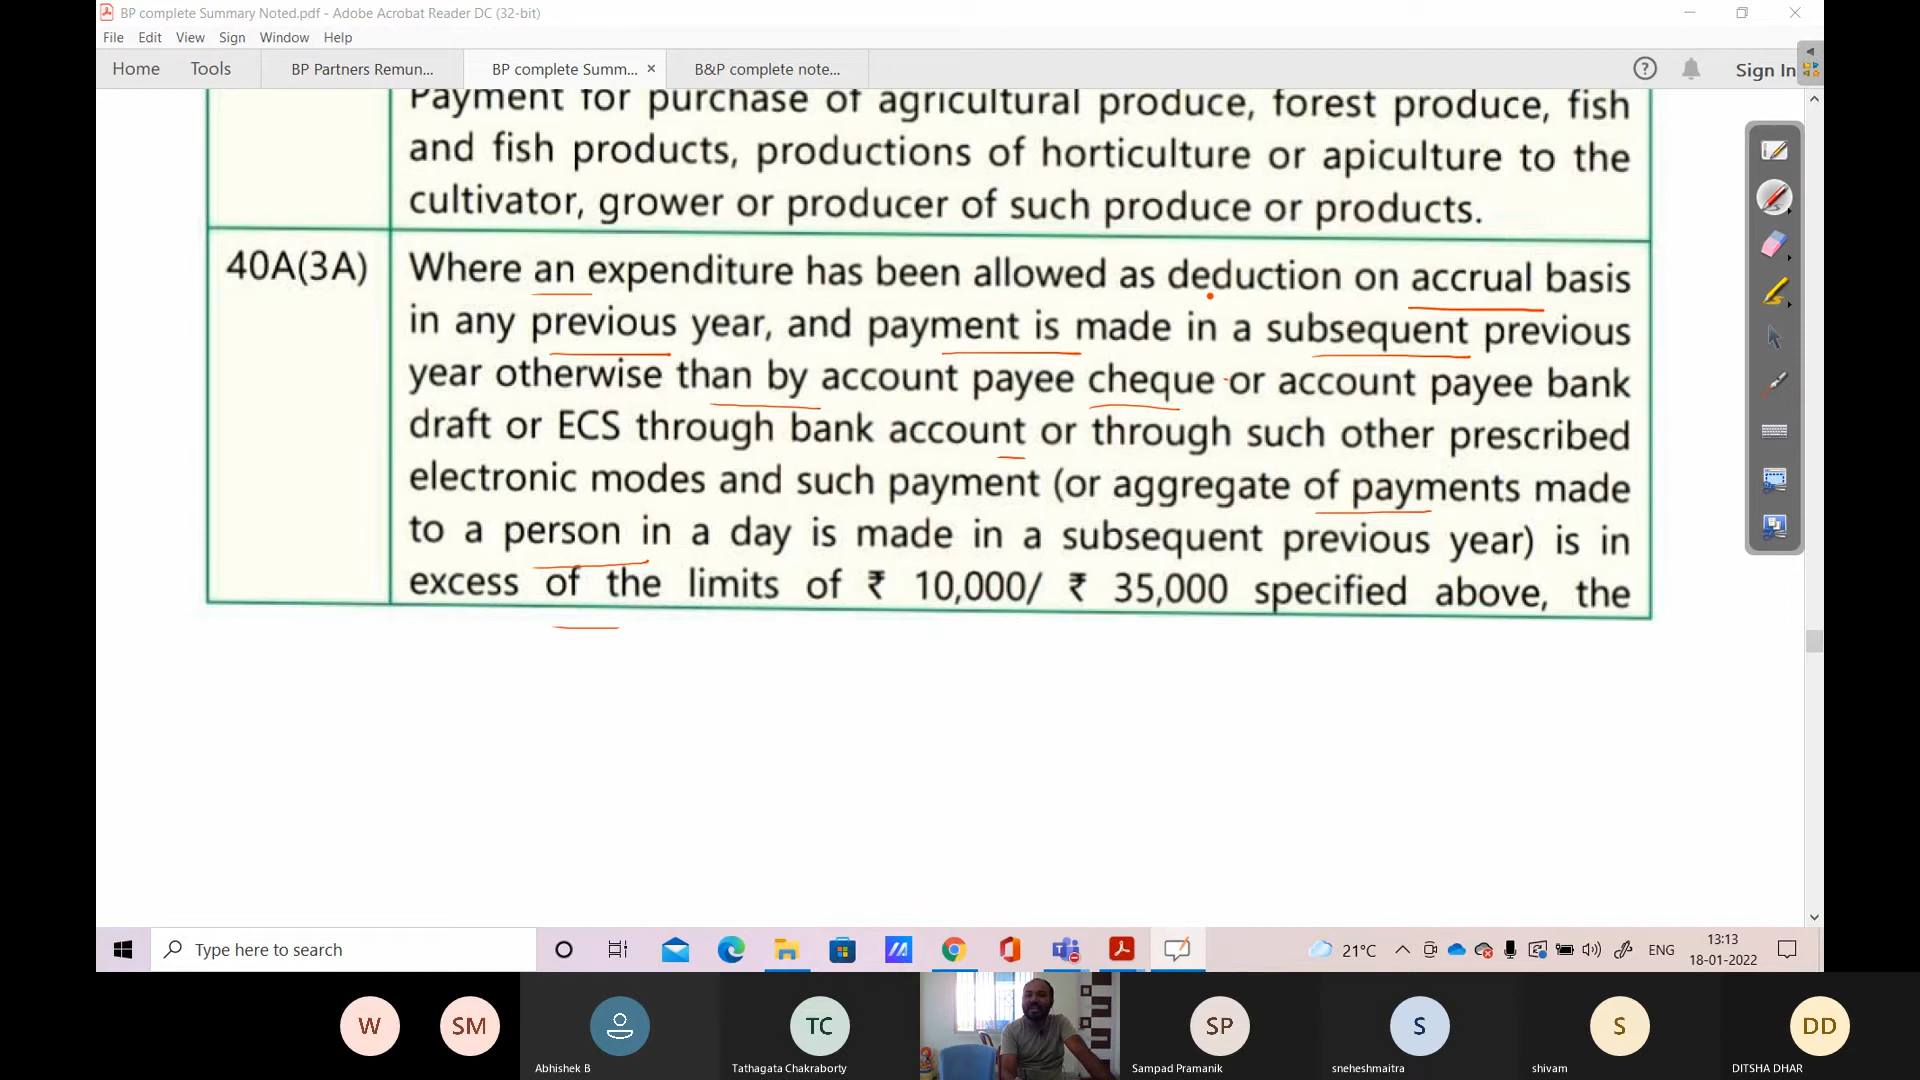 BP complete Summary Noted.pdf - Adobe Acrobat Reader DC (32-bit)
File Edit View Sign Window Help
Home Tools BP Partners Remun... BP complete Summ... B&P complete note... Sign In
Payment for purchase of agricultural produce, forest produce, fish
and fish products, productions of horticulture or apiculture to the
cultivator, grower or producer of such produce or products.
40A(3A) Where an expenditure has been allowed as deduction on accrual basis
in any previous year, and payment is made in a subsequent previous
year otherwise than by account payee cheque or account payee bank
draft or ECS through bank account or through such other prescribed
electronic modes and such payment (or aggregate of payments made
to a person in a day is made in a subsequent previous year) is in
excess of the limits of ₹ 10,000/ ₹ 35,000 specified above, the
Type here to search 21°C ENG 13:13
18-01-2022
W SM TC SP S S DD
Abhishek B Tathagata Chakraborty Sampad Pramanik sneheshmaitra shivam DITSHA DHAR